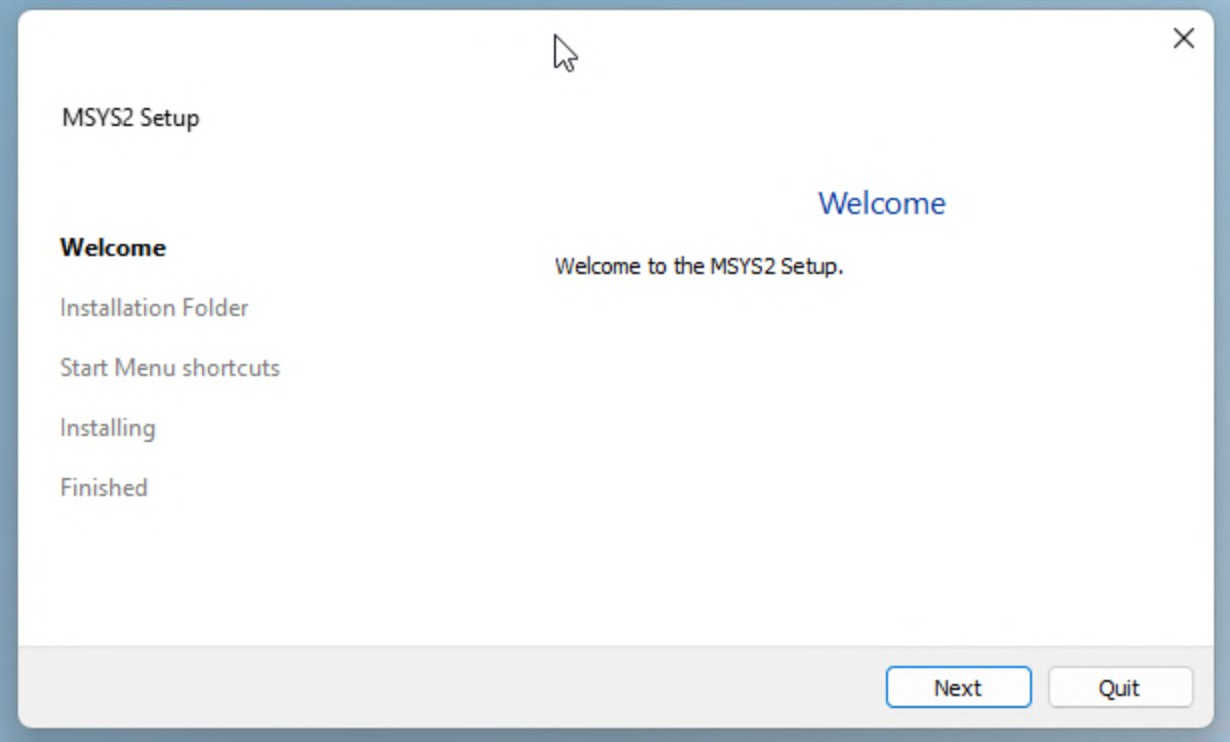 MSYS2 Setup
Welcome
Installation Folder
Start Menu shortcuts
Installing
Finished
Welcome
Welcome to the MSYS2 Setup.
Next
Quit